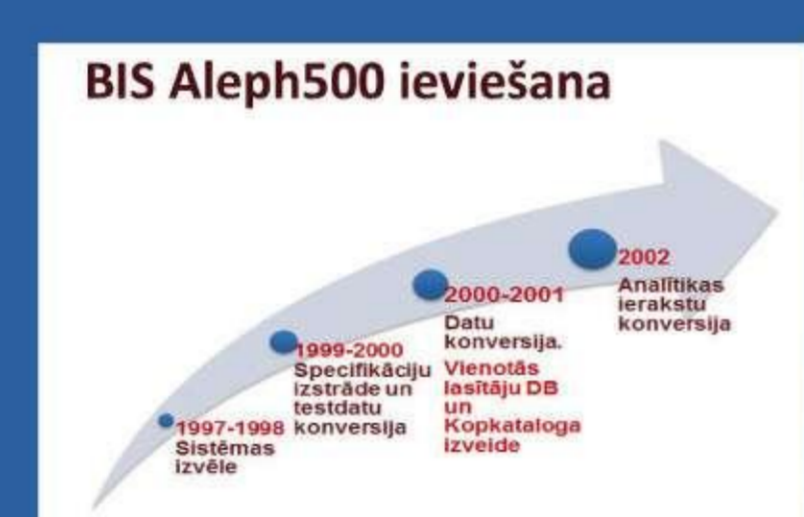 BIS Aleph500 ieviešana
1997-1998
Sistēmas
izvēle
1999-2000
Specifikāciju
izstrāde un
testdatu
konversija
2000-2001
Datu
konversija.
Vienotās
lasītāju DB
un
Kopkataloga
izveide
2002
Analītikas
ierakstu
konversija